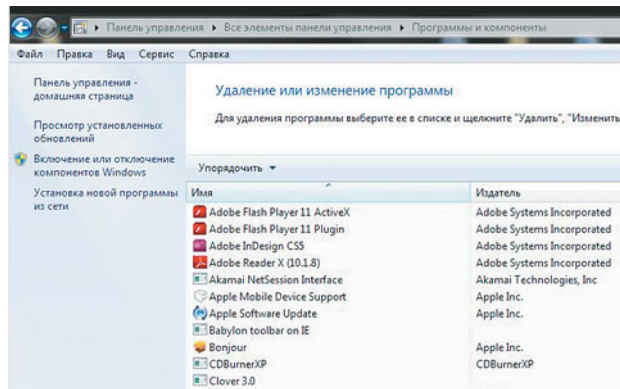 Панель управления ▸ Все элементы панели управления ▸ Программы и компоненты
Файл Правка Вид Сервис Справка
Панель управления - домашняя страница
Просмотр установленных обновлений
Включение или отключение компонентов Windows
Установка новой программы из сети
Удаление или изменение программы
Для удаления программы выберите ее в списке и щелкните "Удалить", "Изменить
Упорядочить
Имя Издатель
Adobe Flash Player 11 ActiveX Adobe Systems Incorporated
Adobe Flash Player 11 Plugin Adobe Systems Incorporated
Adobe InDesign CS5 Adobe Systems Incorporated
Adobe Reader X (10.1.8) Adobe Systems Incorporated
Akamai NetSession Interface Akamai Technologies, Inc
Apple Mobile Device Support Apple Inc.
Apple Software Update Apple Inc.
Babylon toolbar on IE
Bonjour Apple Inc.
CDBurnerXP CDBurnerXP
Clover 3.0